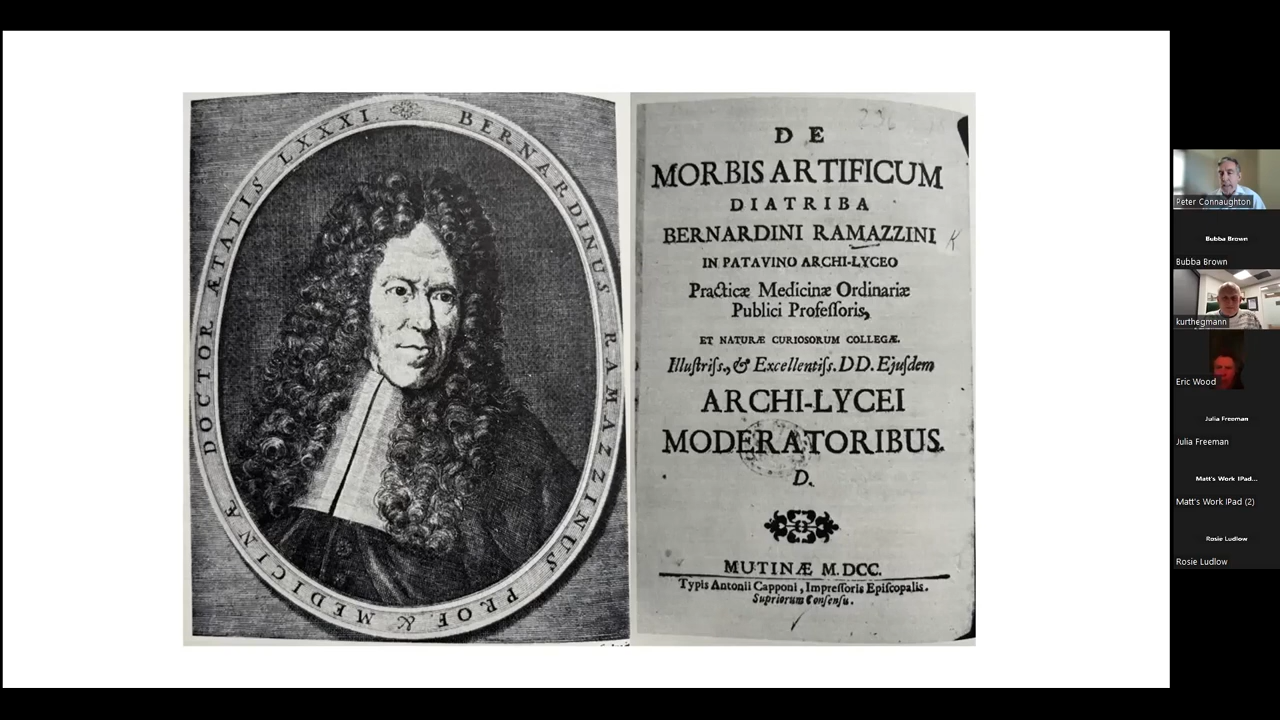 BERNARDINUS RAMAZZINUS PROF. & MEDICINÆ DOCTOR ÆTATIS LXXXI.
236
DE
MORBIS ARTIFICUM
DIATRIBA
BERNARDINI RAMAZZINI
IN PATAVINO ARCHI-LYCEO
Practicæ Medicinæ Ordinariæ
Publici Profeſſoris,
ET NATURÆ CURIOSORUM COLLEGÆ.
Illuſtriſs., & Excellentiſs. DD. Ejuſdem
ARCHI-LYCEI
MODERATORIBUS.
D.
MUTINÆ M.DCC.
Typis Antonii Capponi, Impreſſoris Epiſcopalis.
Superiorum Conſenſu.
Peter Connaughton
Bubba Brown
Bubba Brown
kurthegmann
Eric Wood
Julia Freeman
Julia Freeman
Matt's Work IPad...
Matt's Work IPad (2)
Rosie Ludlow
Rosie Ludlow